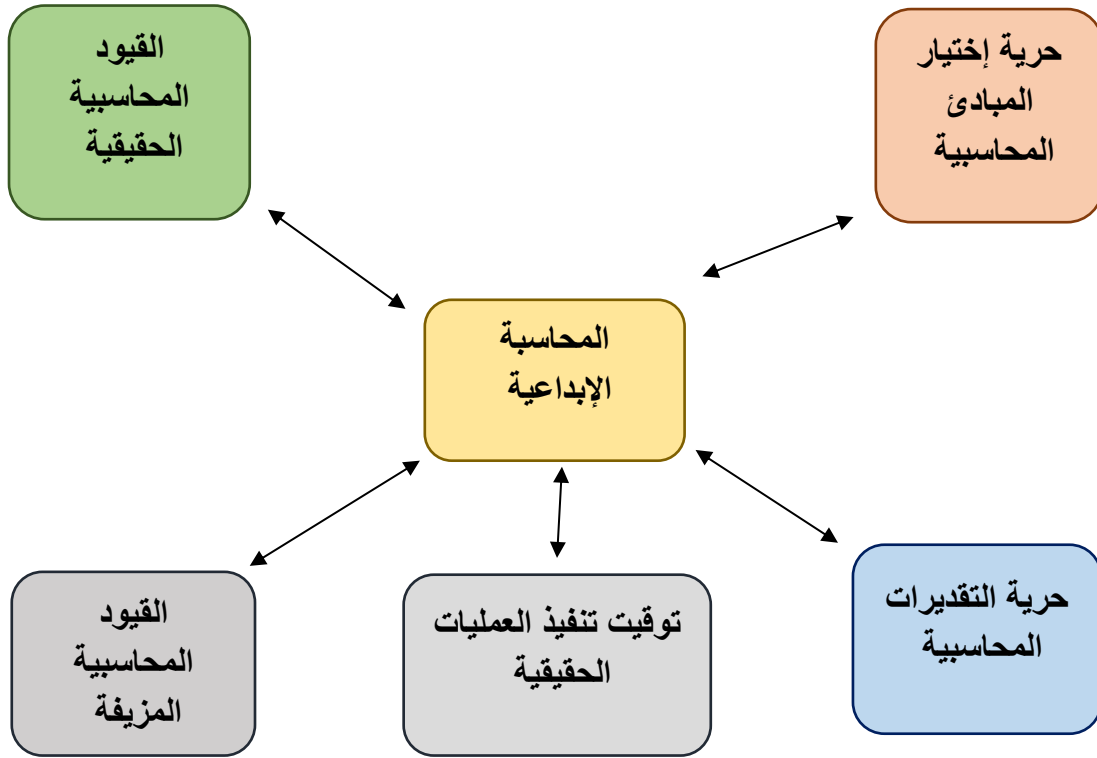 حرية إختيار
المبادئ
المحاسبية
القيود
المحاسبية
الحقيقية
المحاسبة
الإبداعية
حرية التقديرات
المحاسبية
توقيت تنفيذ العمليات
الحقيقية
القيود
المحاسبية
المزيفة